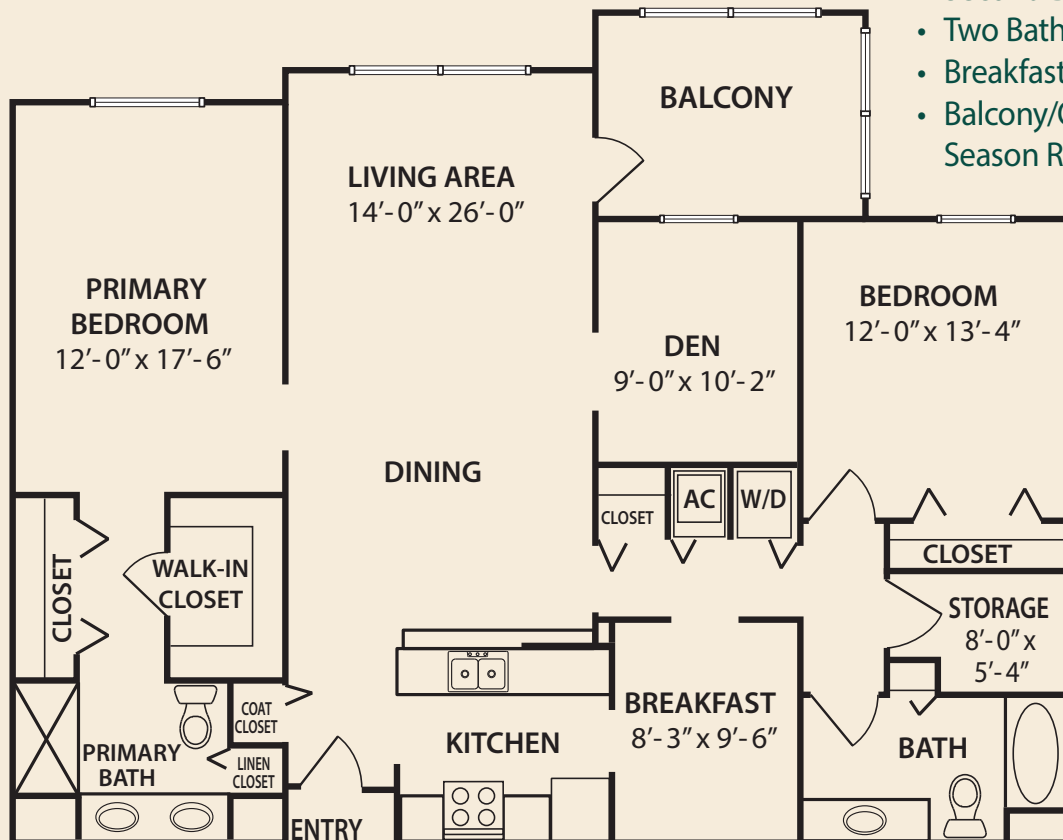 • Two Bath
• Breakfast
• Balcony/
Season R
BALCONY
LIVING AREA
14'-0" x 26'-0"
PRIMARY
BEDROOM
12'-0" x 17'-6"
BEDROOM
12'-0" x 13'-4"
DEN
9'-0" x 10'-2"
DINING
CLOSET
AC
W/D
CLOSET
CLOSET
WALK-IN
CLOSET
STORAGE
8'-0" x
5'-4"
COAT
CLOSET
BREAKFAST
8'-3" x 9'-6"
KITCHEN
BATH
PRIMARY
BATH
LINEN
CLOSET
ENTRY